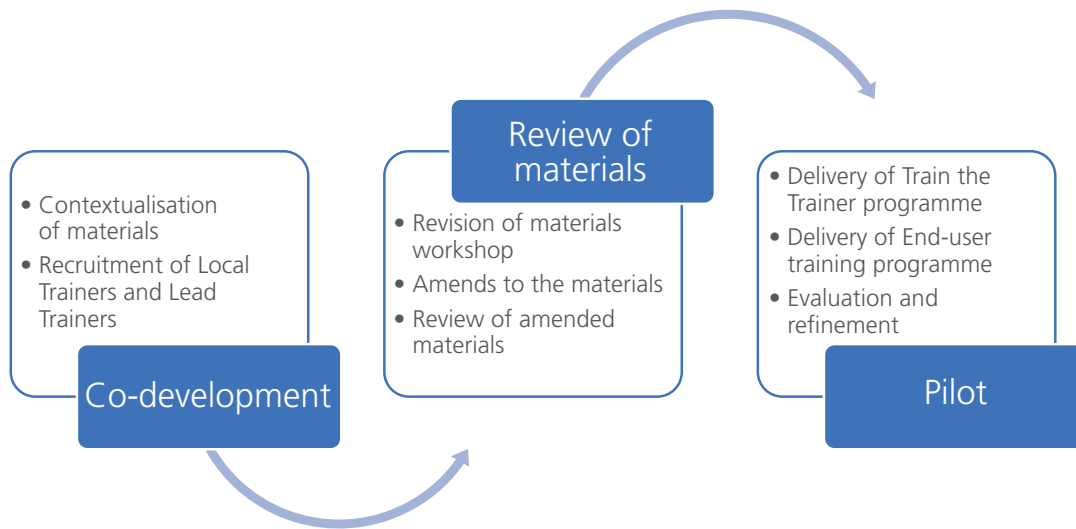 • Contextualisation
of materials
• Recruitment of Local
Trainers and Lead
Trainers
Co-development
Review of
materials
• Revision of materials
workshop
• Amends to the materials
• Review of amended
materials
• Delivery of Train the
Trainer programme
• Delivery of End-user
training programme
• Evaluation and
refinement
Pilot